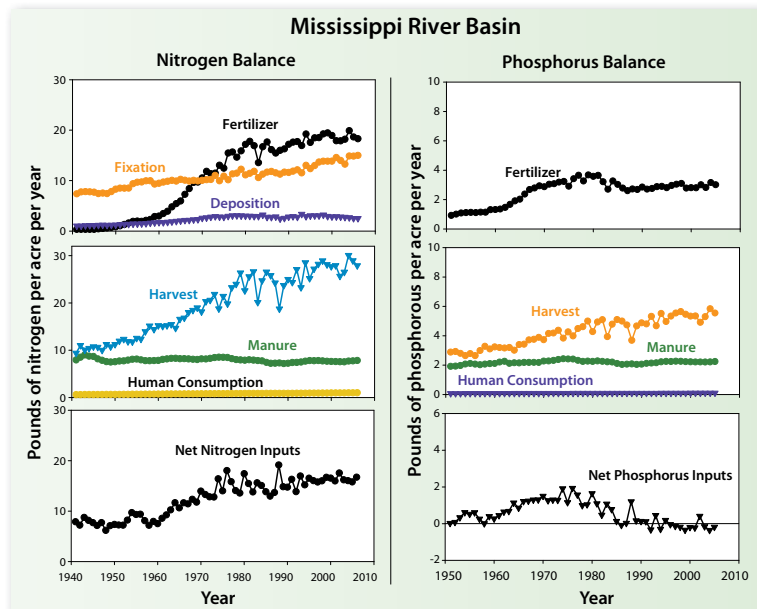 Mississippi River Basin
Nitrogen Balance
Pounds of nitrogen per acre per year
30
20
10
0
Fertilizer
Fixation
Deposition
30
20
10
0
Harvest
Manure
Human Consumption
30
20
10
0
Net Nitrogen Inputs
1940 1950 1960 1970 1980 1990 2000 2010
Year
Phosphorus Balance
Pounds of phosphorous per acre per year
10
8
6
4
2
0
Fertilizer
10
8
6
4
2
0
Harvest
Manure
Human Consumption
6
4
2
0
-2
Net Phosphorus Inputs
1950 1960 1970 1980 1990 2000 2010
Year